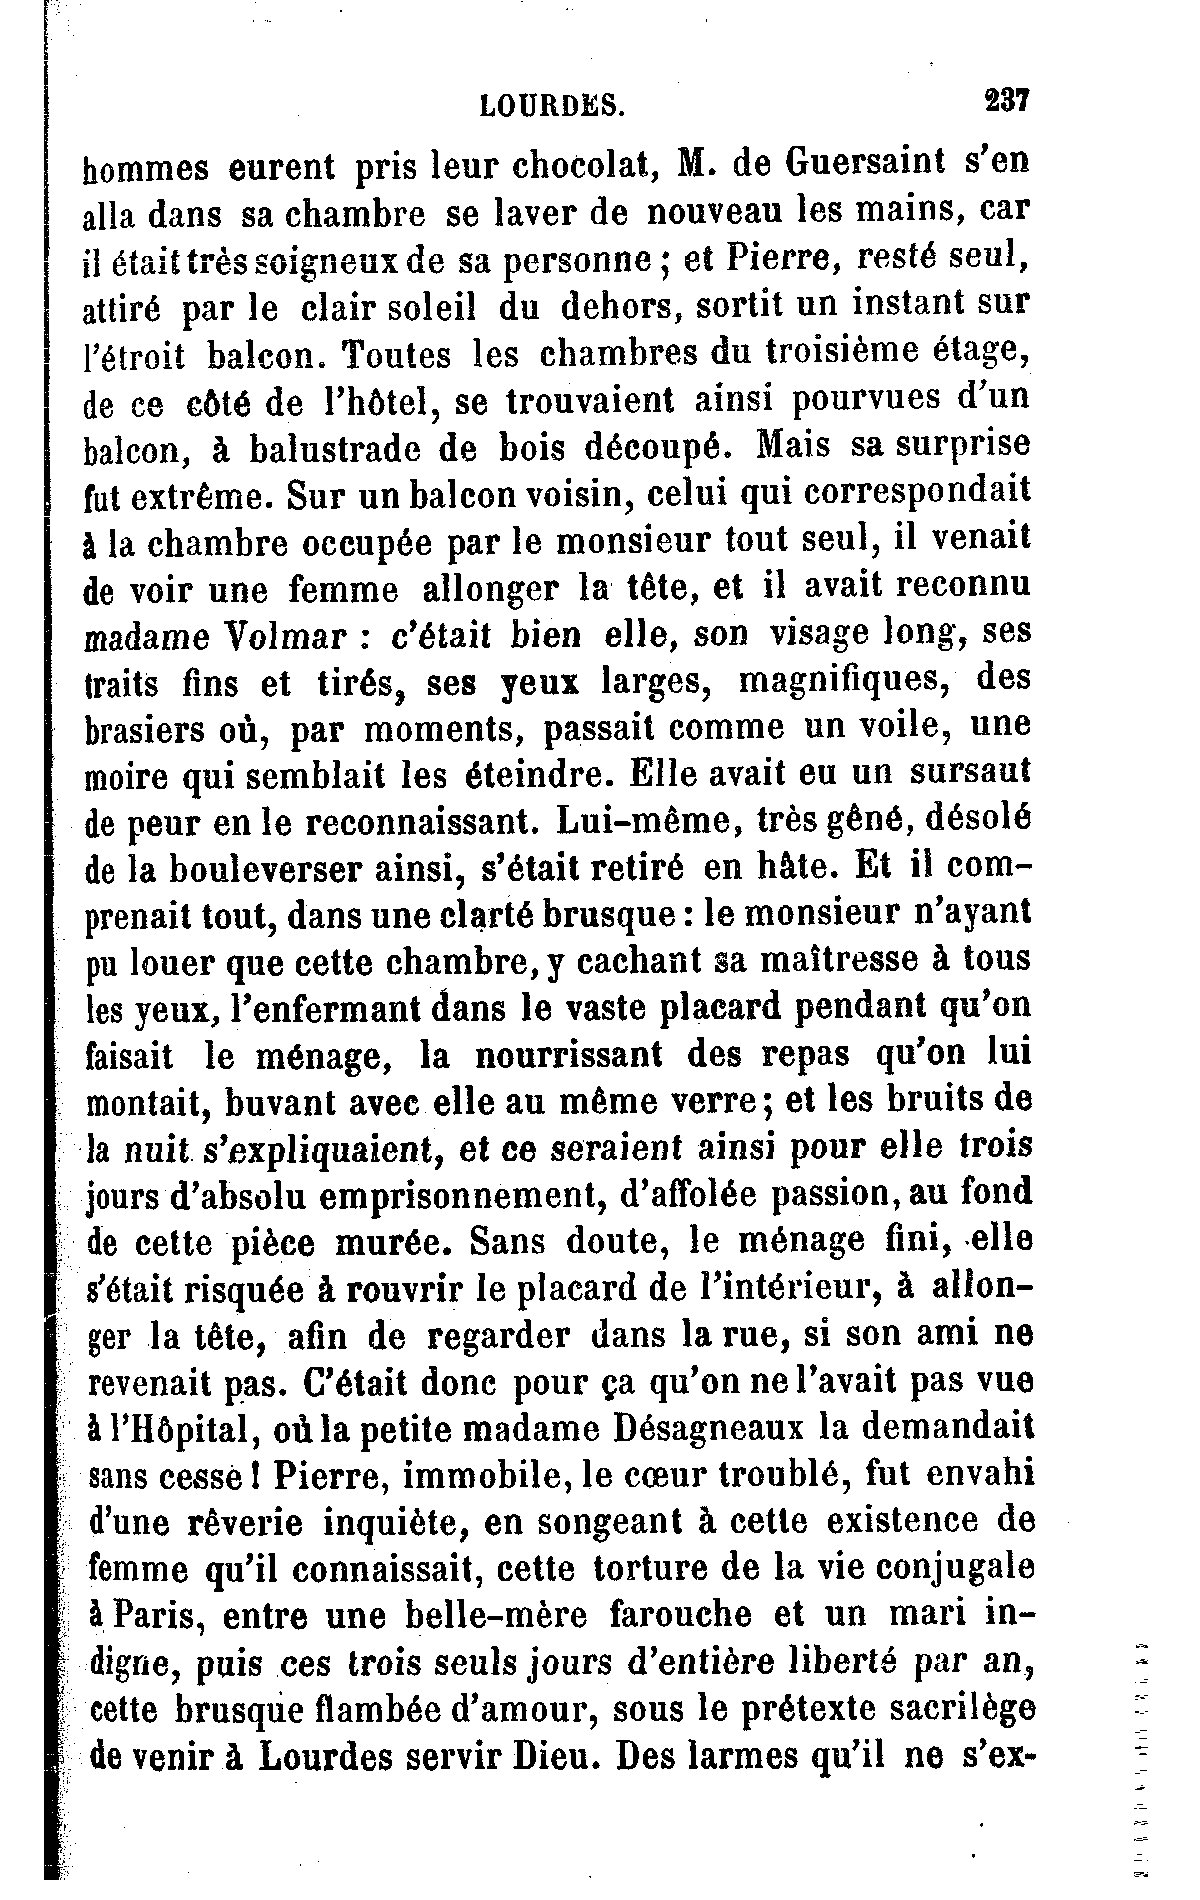 LOURDES. 237
hommes eurent pris leur chocolat, M. de Guersaint s'en
alla dans sa chambre se laver de nouveau les mains, car
il était très soigneux de sa personne ; et Pierre, resté seul,
attiré par le clair soleil du dehors, sortit un instant sur
l'étroit balcon. Toutes les chambres du troisième étage,
de ce côté de l'hôtel, se trouvaient ainsi pourvues d'un
balcon, à balustrade de bois découpé. Mais sa surprise
fut extrême. Sur un balcon voisin, celui qui correspondait
à la chambre occupée par le monsieur tout seul, il venait
de voir une femme allonger la tête, et il avait reconnu
madame Volmar : c'était bien elle, son visage long, ses
traits fins et tirés, ses yeux larges, magnifiques, des
brasiers où, par moments, passait comme un voile, une
moire qui semblait les éteindre. Elle avait eu un sursaut
de peur en le reconnaissant. Lui-même, très gêné, désolé
de la bouleverser ainsi, s'était retiré en hâte. Et il com-
prenait tout, dans une clarté brusque : le monsieur n'ayant
pu louer que cette chambre, y cachant sa maîtresse à tous
les yeux, l'enfermant dans le vaste placard pendant qu'on
faisait le ménage, la nourrissant des repas qu'on lui
montait, buvant avec elle au même verre ; et les bruits de
la nuit s'expliquaient, et ce seraient ainsi pour elle trois
jours d'absolu emprisonnement, d'affolée passion, au fond
de cette pièce murée. Sans doute, le ménage fini, elle
s'était risquée à rouvrir le placard de l'intérieur, à allon-
ger la tête, afin de regarder dans la rue, si son ami ne
revenait pas. C'était donc pour ça qu'on ne l'avait pas vue
à l'Hôpital, où la petite madame Désagneaux la demandait
sans cesse ! Pierre, immobile, le cœur troublé, fut envahi
d'une rêverie inquiète, en songeant à cette existence de
femme qu'il connaissait, cette torture de la vie conjugale
à Paris, entre une belle-mère farouche et un mari in-
digne, puis ces trois seuls jours d'entière liberté par an,
cette brusque flambée d'amour, sous le prétexte sacrilège
de venir à Lourdes servir Dieu. Des larmes qu'il ne s'ex-